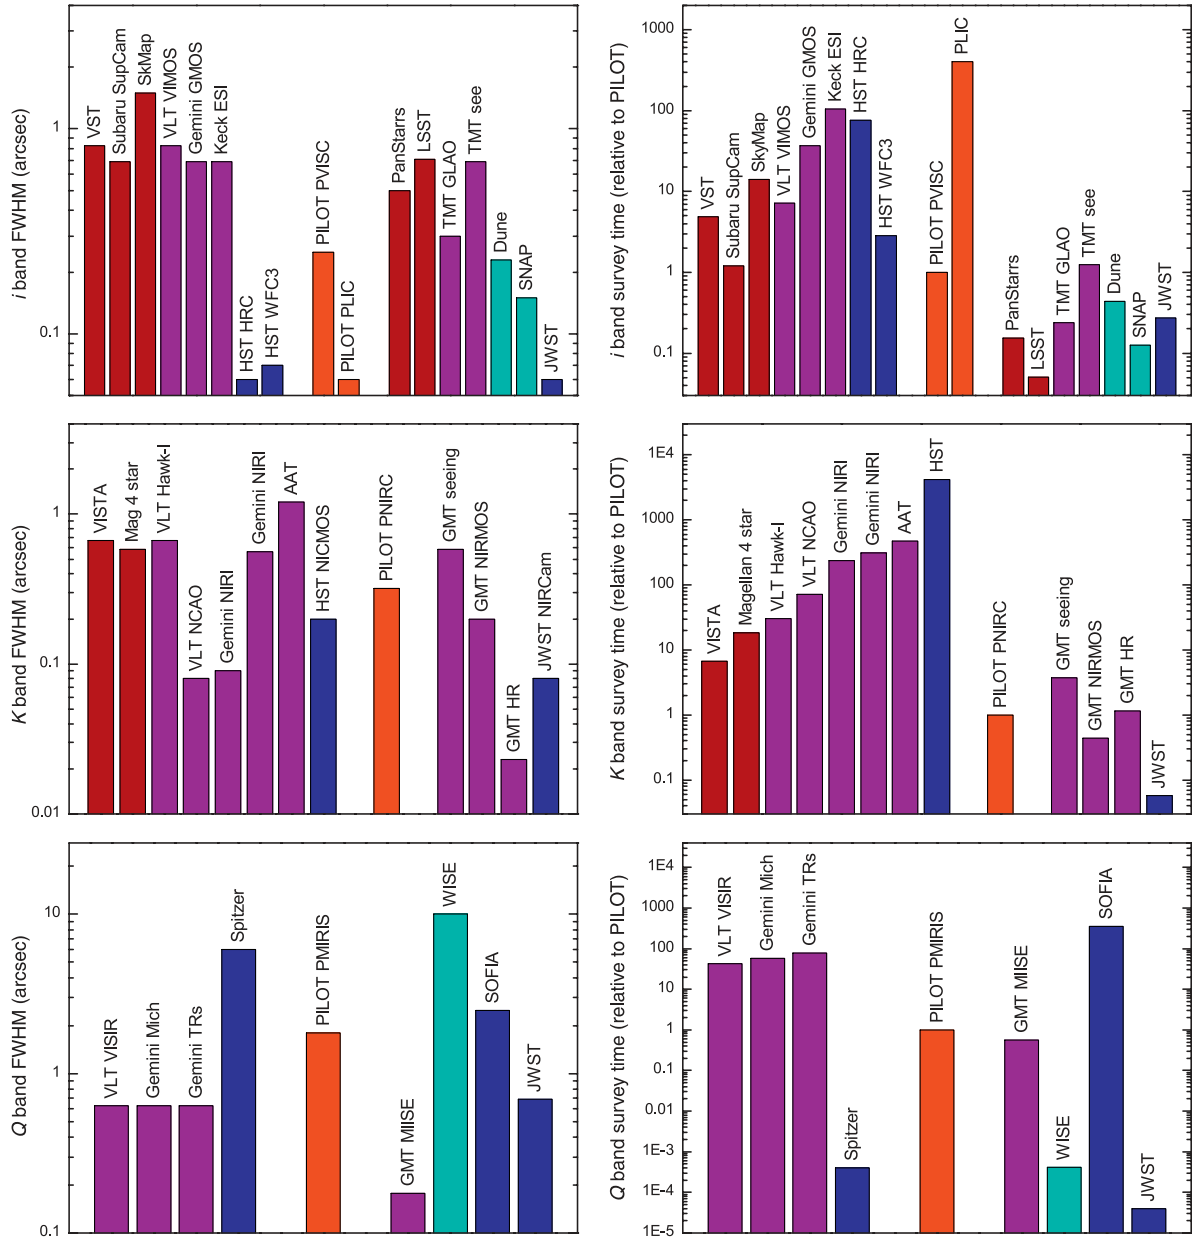 i band FWHM (arcsec)
1
0.1
VST
Subaru SupCam
SkMap
VLT VIMOS
Gemini GMOS
Keck ESI
HST HRC
HST WFC3
PILOT PVISC
PILOT PLIC
PanStarrs
LSST
TMT GLAO
TMT see
Dune
SNAP
JWST
i band survey time (relative to PILOT)
1000
100
10
1
0.1
VST
Subaru SupCam
SkyMap
VLT VIMOS
Gemini GMOS
Keck ESI
HST HRC
HST WFC3
PILOT PVISC
PLIC
PanStarrs
LSST
TMT GLAO
TMT see
Dune
SNAP
JWST
K band FWHM (arcsec)
1
0.1
0.01
VISTA
Mag 4 star
VLT Hawk-I
VLT NCAO
Gemini NIRI
Gemini NIRI
AAT
HST NICMOS
PILOT PNIRC
GMT seeing
GMT NIRMOS
GMT HR
JWST NIRCam
K band survey time (relative to PILOT)
1E4
1000
100
10
1
0.1
VISTA
Magellan 4 star
VLT Hawk-I
VLT NCAO
Gemini NIRI
Gemini NIRI
AAT
HST
PILOT PNIRC
GMT seeing
GMT NIRMOS
GMT HR
JWST
Q band FWHM (arcsec)
10
1
0.1
VLT VISIR
Gemini Mich
Gemini TRs
Spitzer
PILOT PMIRIS
GMT MIISE
WISE
SOFIA
JWST
Q band survey time (relative to PILOT)
1E4
1000
100
10
1
0.1
0.01
1E-3
1E-4
1E-5
VLT VISIR
Gemini Mich
Gemini TRs
Spitzer
PILOT PMIRIS
GMT MIISE
WISE
SOFIA
JWST